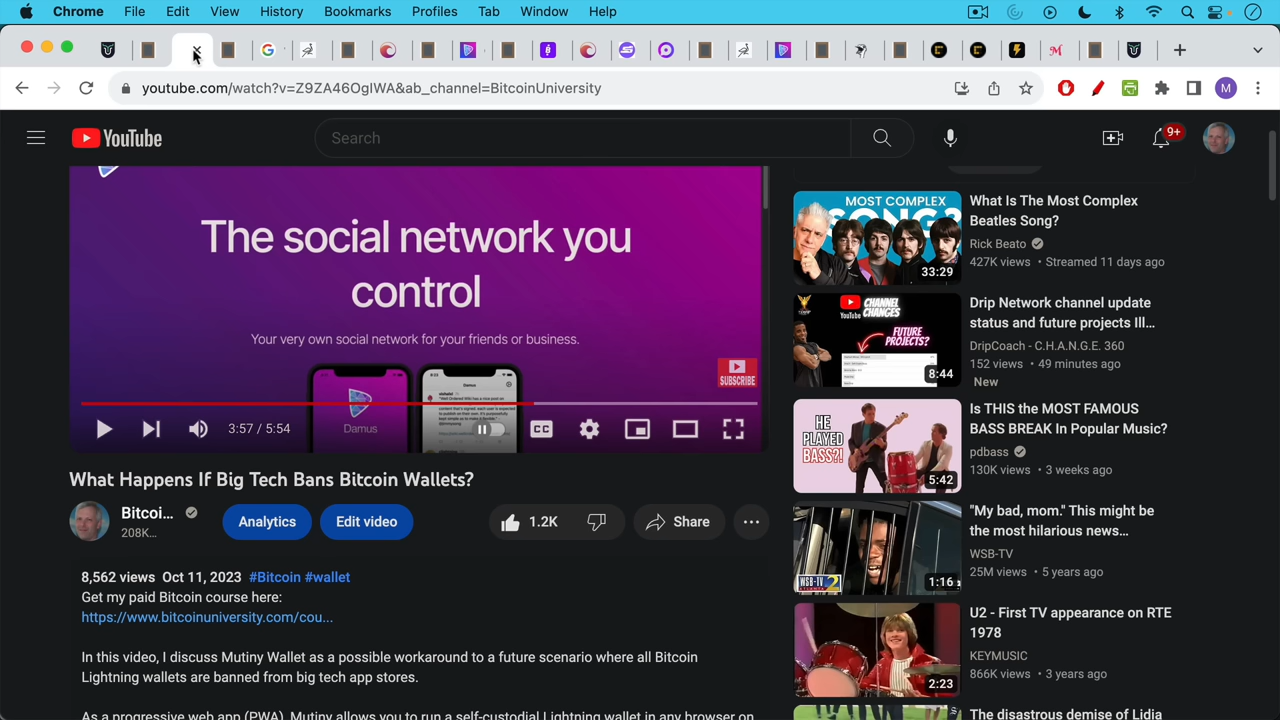 Chrome File Edit View History Bookmarks Profiles Tab Window Help
youtube.com/watch?v=Z9ZA46OgIWA&ab_channel=BitcoinUniversity
M
YouTube
Search
9+
The social network you
control
Your very own social network for your friends or business.
Damus
Damus
SUBSCRIBE
3:57 / 5:54
CC
What Happens If Big Tech Bans Bitcoin Wallets?
Bitcoi...
208K...
Analytics
Edit video
1.2K
Share
8,562 views Oct 11, 2023 #Bitcoin #wallet
Get my paid Bitcoin course here:
https://www.bitcoinuniversity.com/cou...
In this video, I discuss Mutiny Wallet as a possible workaround to a future scenario where all Bitcoin
Lightning wallets are banned from big tech app stores.
As a progressive web app (PWA), Mutiny allows you to run a self-custodial Lightning wallet in any browser on
MOST COMPLEX
SONG?
33:29
What Is The Most Complex
Beatles Song?
Rick Beato
427K views • Streamed 11 days ago
YouTube CHANNEL
CHANGES?
FUTURE
PROJECTS?
8:44
Drip Network channel update
status and future projects Ill...
DripCoach - C.H.A.N.G.E. 360
152 views • 49 minutes ago
New
HE
PLAYED
BASS?!
5:42
Is THIS the MOST FAMOUS
BASS BREAK In Popular Music?
pdbass
130K views • 3 weeks ago
WSB-TV 2
ATLANTA
1:16
"My bad, mom." This might be
the most hilarious news...
WSB-TV
25M views • 5 years ago
2:23
U2 - First TV appearance on RTE
1978
KEYMUSIC
866K views • 3 years ago
The disastrous demise of Lidia